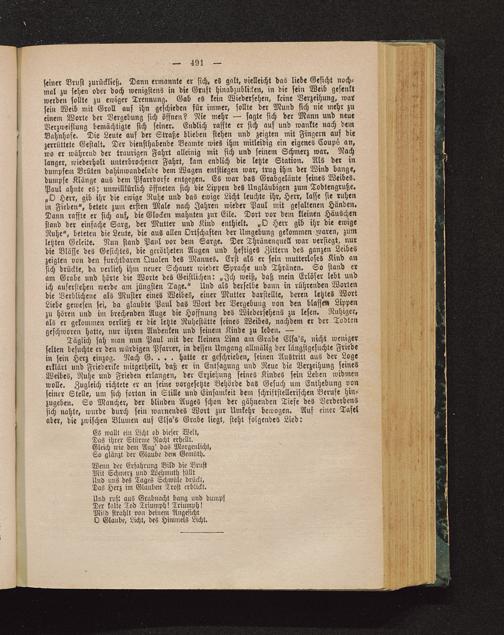 — 491 —
seiner Brust zurückließ. Dann ermannte er sich, es galt, vielleicht das liebe Gesicht noch=
mal zu sehen oder doch wenigstens in die Gruft hinabzublicken, in die sein Weib gesenkt
werden sollte zu ewiger Trennung. Gab es kein Wiedersehen, keine Verzeihung, war
sein Weib mit Groll auf ihn geschieden für immer, sollte der Mund sich nie mehr zu
einem Worte der Vergebung sich öffnen? Nie mehr — sagte sich der Mann und neue
Verzweiflung bemächtigte sich seiner. Endlich raffte er sich auf und wankte nach dem
Bahnhofe. Die Leute auf der Straße blieben stehen und zeigten mit Fingern auf die
zerrüttete Gestalt. Der diensthabende Beamte wies ihm mitleidig ein eigenes Coupé an,
wo er während der traurigen Fahrt alleinig mit sich und seinem Schmerz war. Nach
langer, wiederholt unterbrochener Fahrt, kam endlich die letzte Station. Als der in
dumpfem Brüten dahinwandelnde dem Wagen entstiegen war, trug ihm der Wind bange,
dumpfe Klänge aus dem Pfarrdorfe entgegen. Es war das Grabgeläute seines Weibes.
Paul ahnte es; unwillkürlich öffneten sich die Lippen des Ungläubigen zum Todtengruße.
„O Herr, gib ihr die ewige Ruhe und das ewige Licht leuchte ihr, Herr, lasse sie ruhen
in Frieden“, betete zum ersten Male nach Jahren wieder Paul mit gefalteten Händen.
Dann raffte er sich auf, die Glocken mahnten zur Eile. Dort vor dem kleinen Häuschen
stand der einfache Sarg, der Mutter und Kind enthielt. „O Herr gib ihr die ewige
Ruhe“, beteten die Leute, die aus allen Ortschaften der Umgebung gekommen waren, zum
letzten Geleite. Nun stand Paul vor dem Sarge. Der Thränenquell war versiegt, nur
die Blässe des Gesichtes, die gerötheten Augen und heftiges Zittern des ganzen Leibes
zeigten von den furchtbaren Qualen des Mannes. Erst als er sein mutterloses Kind an
sich drückte, da verlieh ihm neuer Schauer wieder Sprache und Thränen. So stand er
am Grabe und hörte die Worte des Geistlichen: „Ich weiß, daß mein Erlöser lebt und
ich auferstehen werde am jüngsten Tage.“ Und als derselbe dann in rührenden Worten
die Verblichene als Muster eines Weibes, einer Mutter darstellte, deren letztes Wort
Liebe gewesen sei, da glaubte Paul das Wort der Vergebung von den blassen Lippen
zu hören und im brechenden Auge die Hoffnung des Wiedersehens zu lesen. Ruhiger,
als er gekommen verließ er die letzte Ruhestätte seines Weibes, nachdem er der Todten
geschworen hatte, nur ihrem Andenken und seinem Kinde zu leben. —
Täglich sah man nun Paul mit der kleinen Lina am Grabe Elsa’s, nicht weniger
selten besuchte er den würdigen Pfarrer, in dessen Umgang allmälig der längstgesuchte Friede
in sein Herz einzog. Nach G. . . . hatte er geschrieben, seinen Austritt aus der Loge
erklärt und Friederike mitgetheilt, daß er in Entsagung und Reue die Verzeihung seines
Weibes, Ruhe und Frieden erlangen, der Erziehung seines Kindes sein Leben widmen
wolle. Zugleich richtete er an seine vorgesetzte Behörde das Gesuch um Enthebung von
seiner Stelle, um sich fortan in Stille und Einsamkeit dem schriftstellerischen Berufe hin=
zugeben. So Mancher, der blinden Auges schon der gähnenden Tiefe des Verderbens
sich nahte, wurde durch sein warnendes Wort zur Umkehr bewogen. Auf einer Tafel
aber, die zwischen Blumen auf Elsa’s Grabe liegt, steht folgendes Lied:
Es wallt ein Licht ob dieser Welt,
Das ihrer Stürme Nacht erhellt.
Gleich wie dem Aug’ das Morgenlicht,
So glänzt der Glaube dem Gemüth.
Wenn der Erfahrung Bild die Brust
Mit Schmerz und Wehmuth füllt
Und uns des Tages Schwüle drückt,
Das Herz im Glauben Trost erblickt.
Und ruft aus Grabnacht bang und dumpf
Der kalte Tod Triumph! Triumph!
Mild strahlt von deinem Angesicht
O Glaube, Licht, des Himmels Licht.